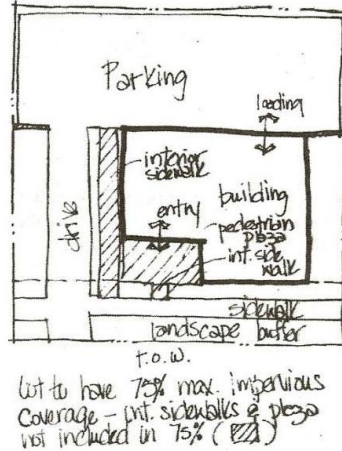 Parking
loading
interior
sidewalk
building
entry
drive
pedestrian
plaza
int. side
walk
sidewalk
landscape buffer
r.o.w.
Lot to have 75% max. impervious
coverage - int. sidewalks & plaza
not included in 75% ( )